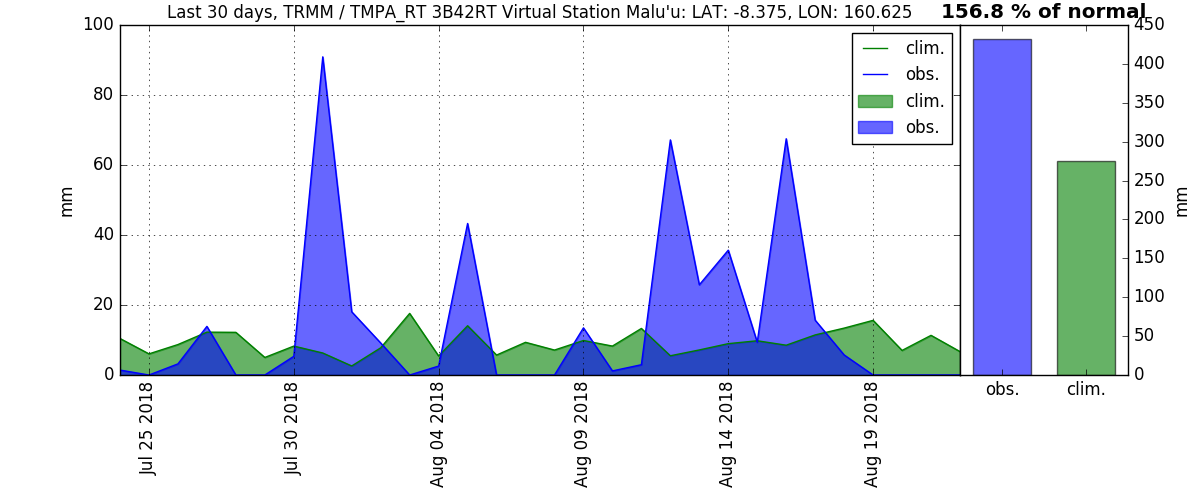 Last 30 days, TRMM / TMPA_RT 3B42RT Virtual Station Malu'u: LAT: -8.375, LON: 160.625
156.8 % of normal
100
80
60
40
20
0
mm
clim.
obs.
clim.
obs.
450
400
350
300
250
200
150
100
50
0
mm
obs.
clim.
Jul 25 2018
Jul 30 2018
Aug 04 2018
Aug 09 2018
Aug 14 2018
Aug 19 2018